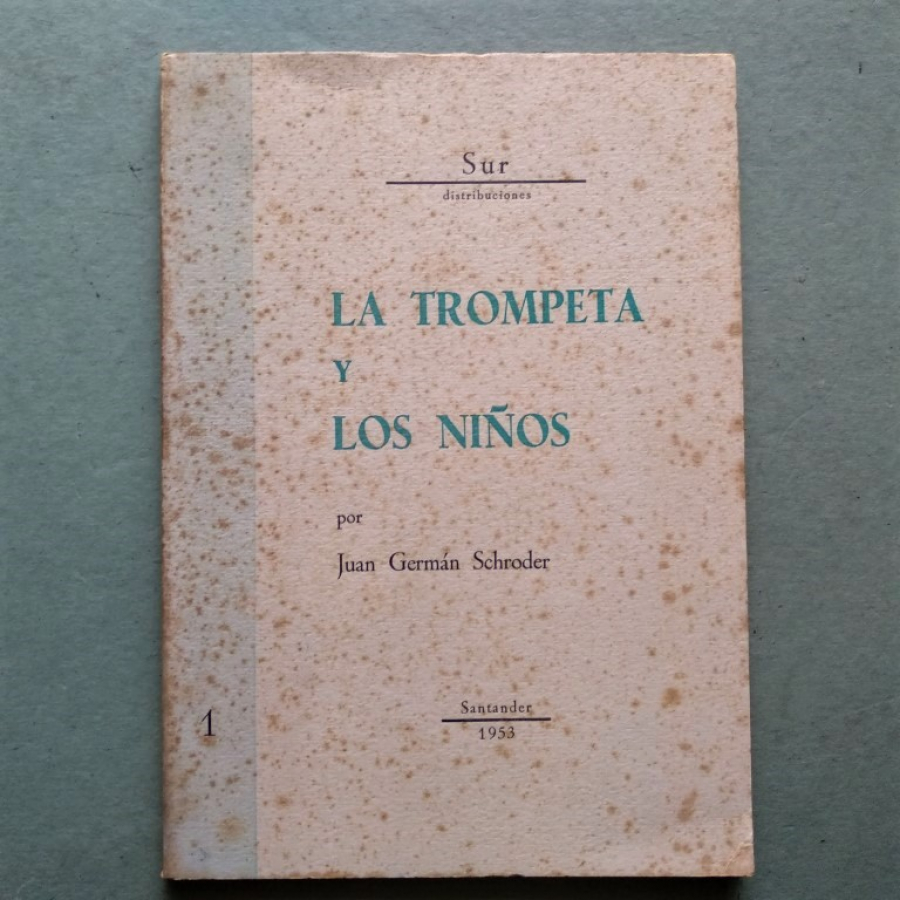 Sur
distribuciones
LA TROMPETA
Y
LOS NIÑOS
por
Juan Germán Schroder
1
Santander
1953